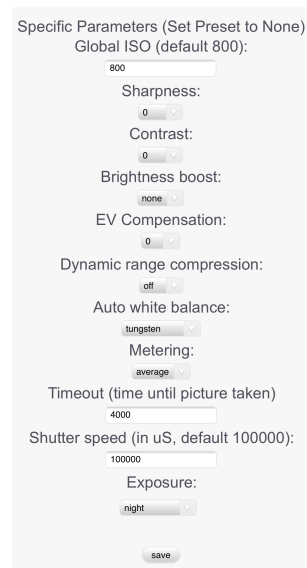 Specific Parameters (Set Preset to None)
Global ISO (default 800):
800
Sharpness:
0
Contrast:
0
Brightness boost:
none
EV Compensation:
0
Dynamic range compression:
off
Auto white balance:
tungsten
Metering:
average
Timeout (time until picture taken)
4000
Shutter speed (in uS, default 100000):
100000
Exposure:
night
save